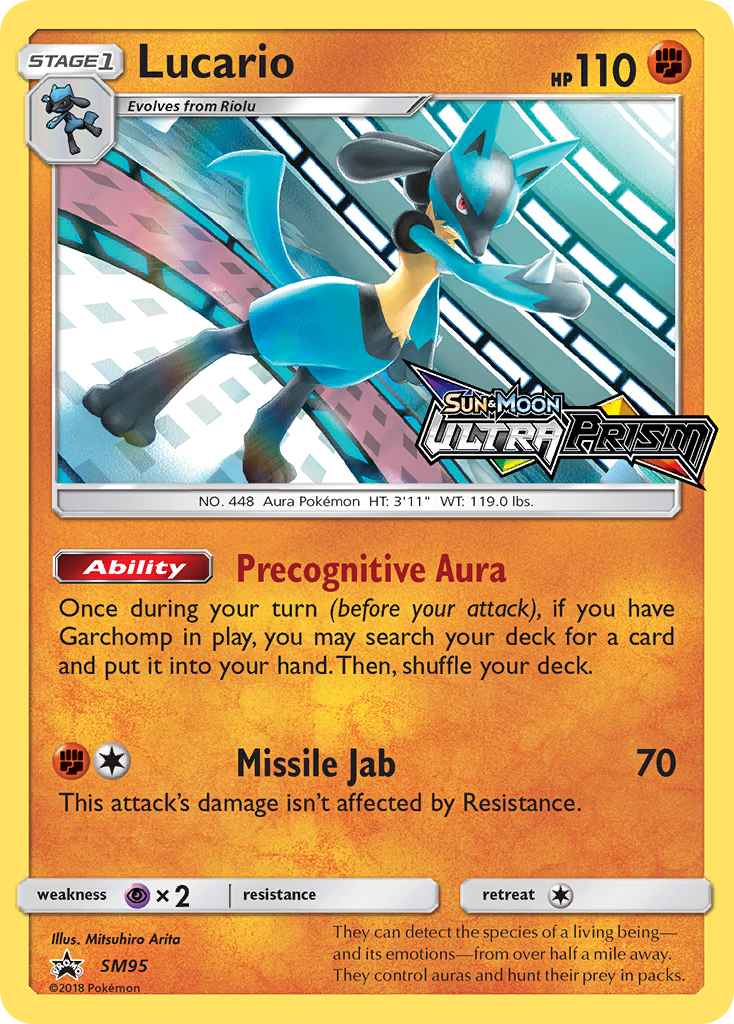 STAGE1 Lucario HP 110
Evolves from Riolu
SUN & MOON
ULTRA PRISM
NO. 448 Aura Pokémon HT: 3'11" WT: 119.0 lbs.
Ability Precognitive Aura
Once during your turn (before your attack), if you have
Garchomp in play, you may search your deck for a card
and put it into your hand. Then, shuffle your deck.
Missile Jab 70
This attack's damage isn't affected by Resistance.
weakness × 2 resistance retreat
Illus. Mitsuhiro Arita
PROMO SM95
©2018 Pokémon
They can detect the species of a living being—
and its emotions—from over half a mile away.
They control auras and hunt their prey in packs.